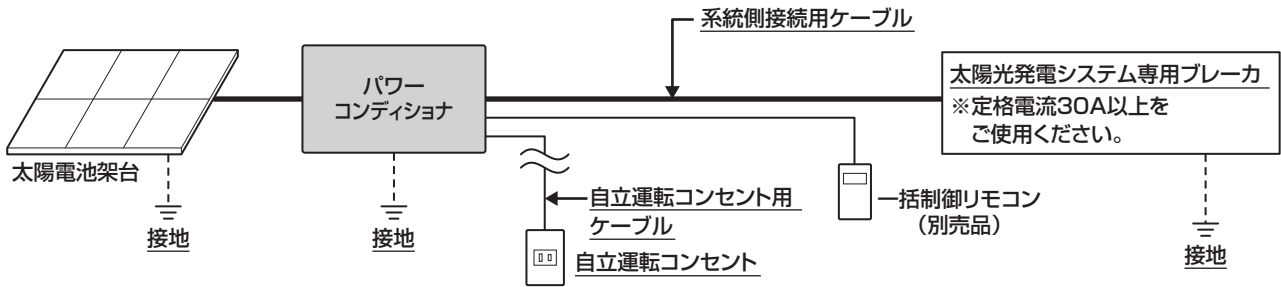 系統側接続用ケーブル
パワー
コンディショナ
太陽光発電システム専用ブレーカ
※定格電流30A以上を
ご使用ください。
太陽電池架台
自立運転コンセント用
ケーブル
一括制御リモコン
（別売品）
接地
接地
自立運転コンセント
接地